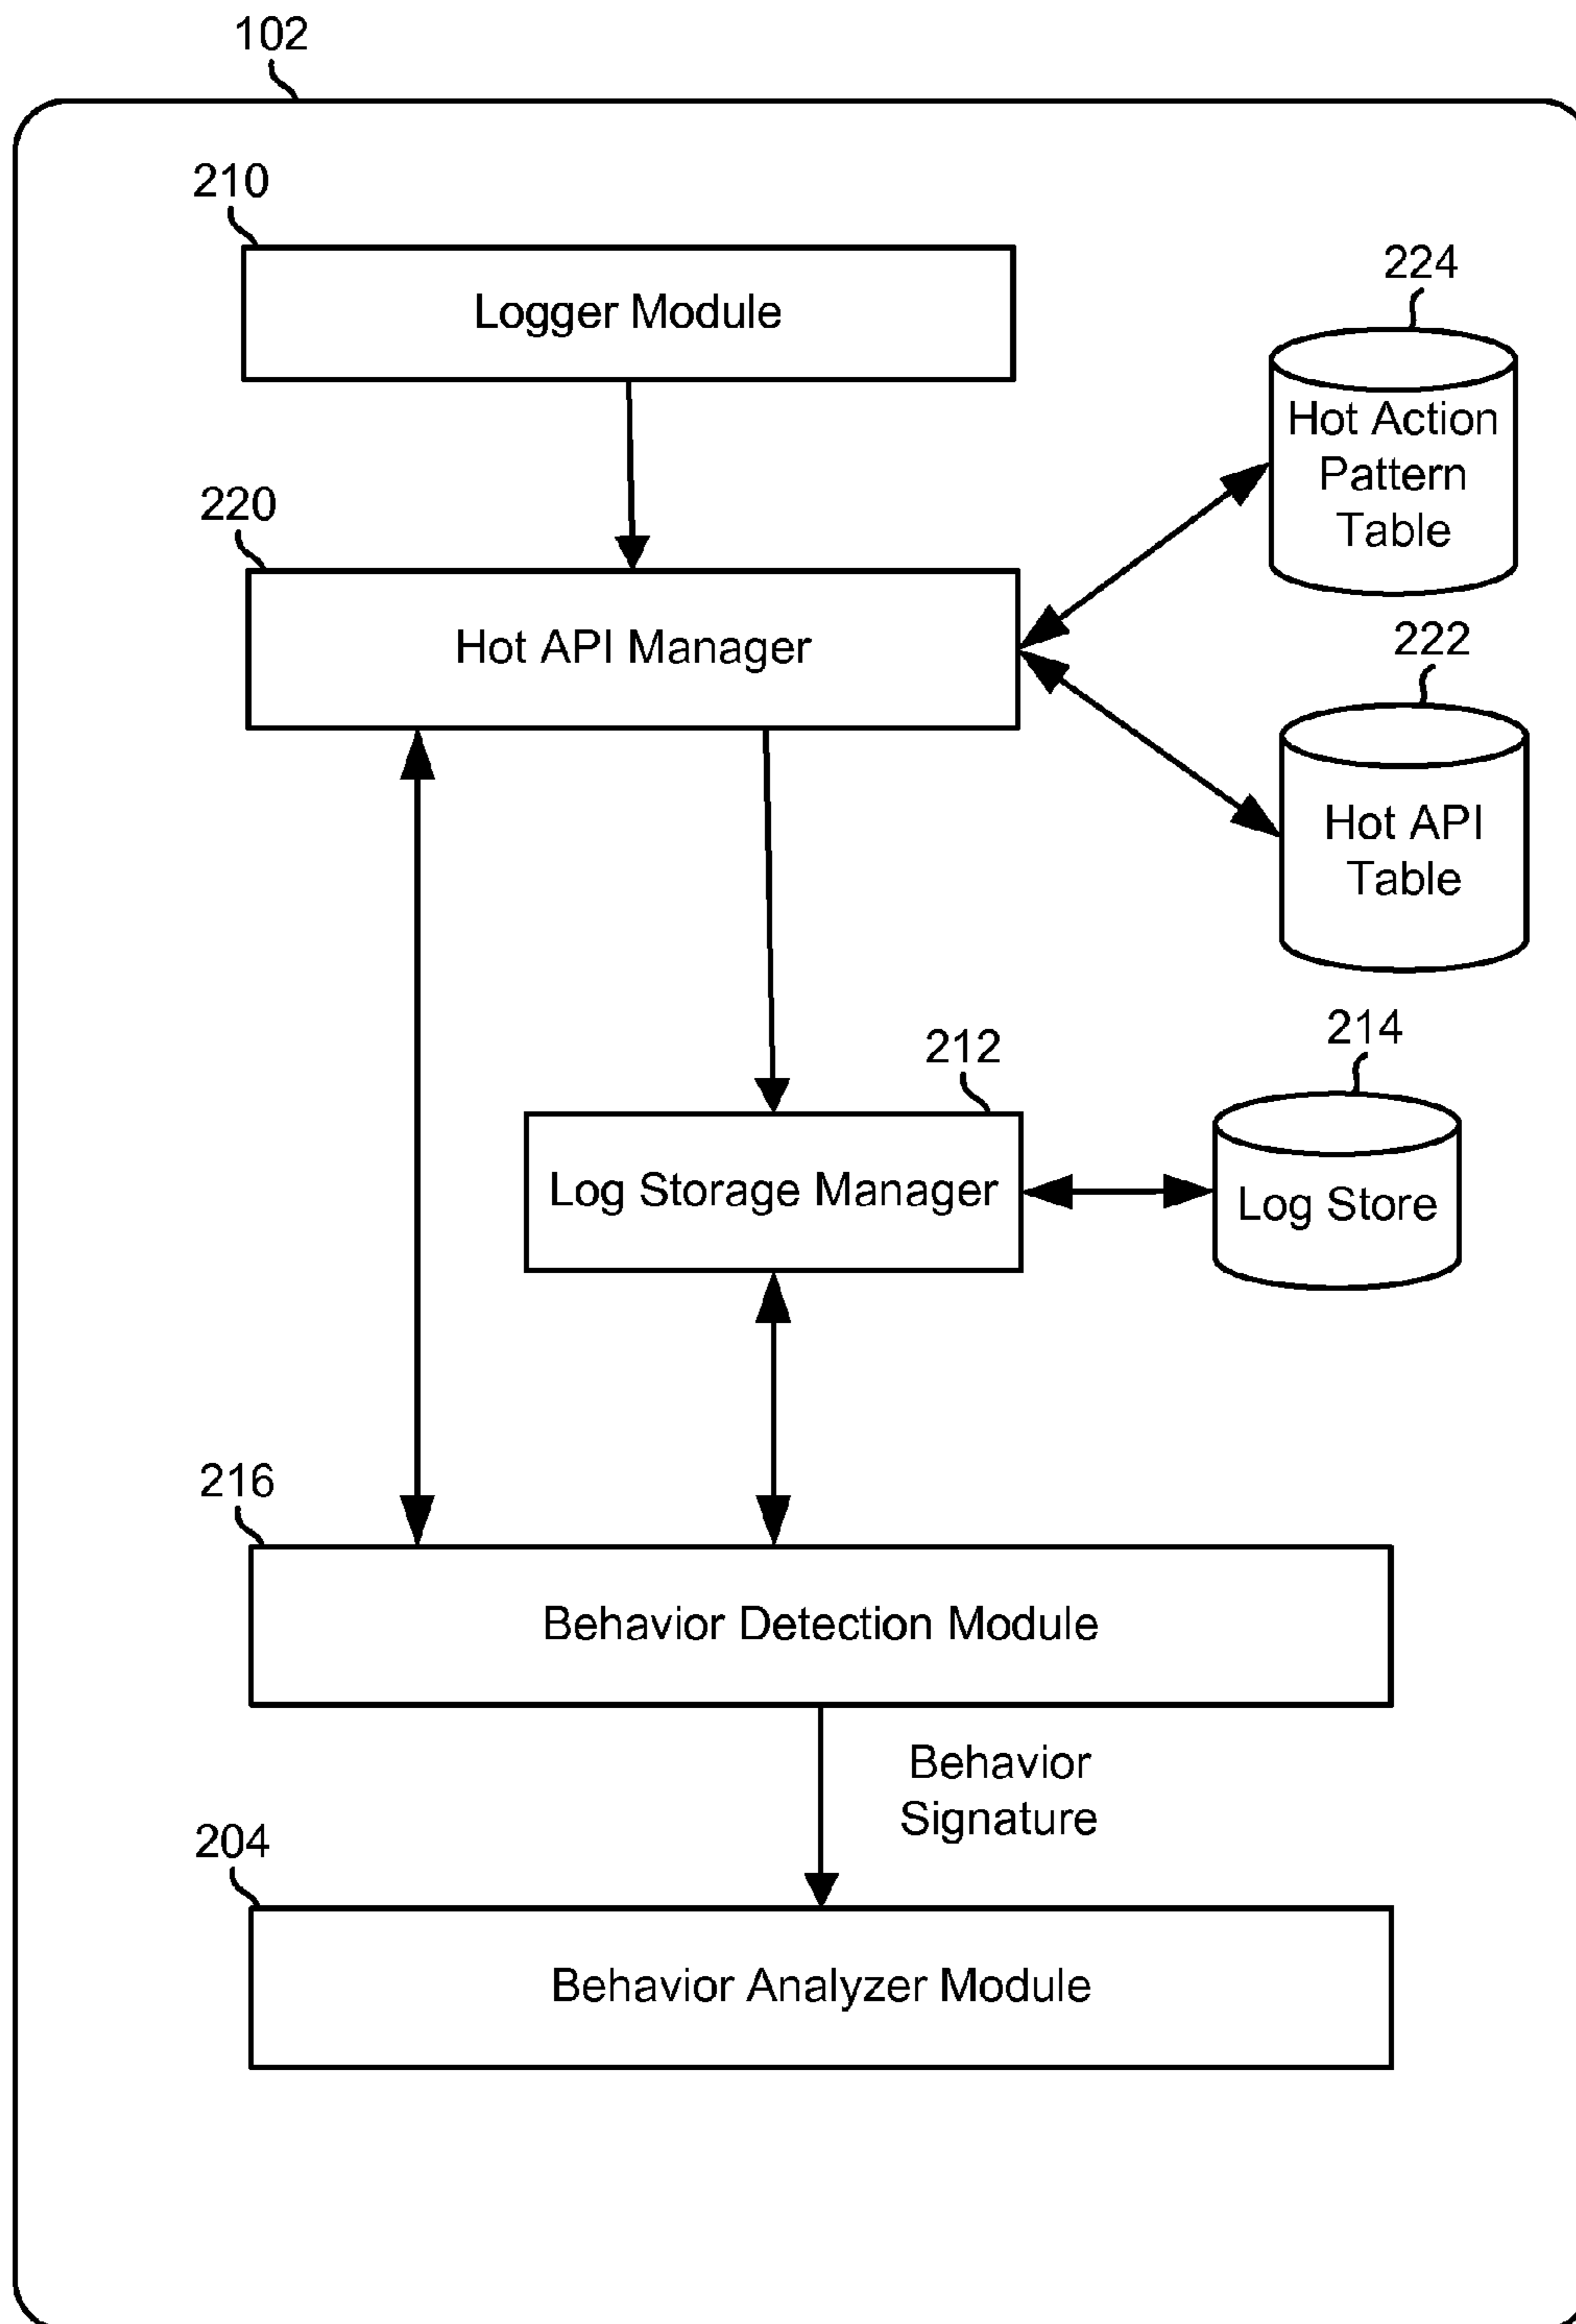 102
210
Logger Module
224
Hot Action
Pattern
Table
220
Hot API Manager
222
Hot API
Table
212
214
Log Storage Manager
Log Store
216
Behavior Detection Module
Behavior
Signature
204
Behavior Analyzer Module